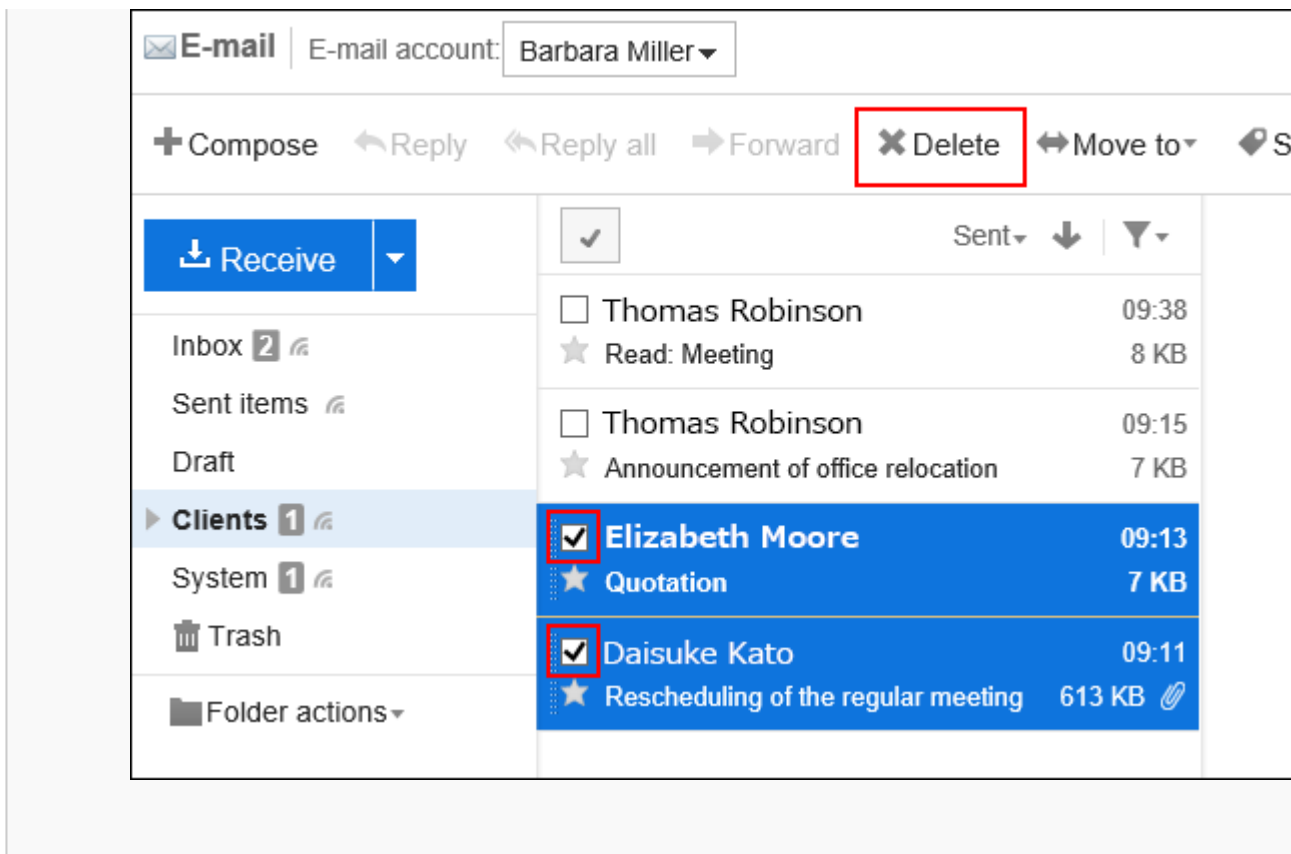 E-mail E-mail account: Barbara Miller
Compose Reply Reply all Forward Delete Move to S
Receive
Inbox 2
Sent items
Draft
Clients 1
System 1
Trash
Folder actions
Sent
Thomas Robinson 09:38
Read: Meeting 8 KB
Thomas Robinson 09:15
Announcement of office relocation 7 KB
Elizabeth Moore 09:13
Quotation 7 KB
Daisuke Kato 09:11
Rescheduling of the regular meeting 613 KB